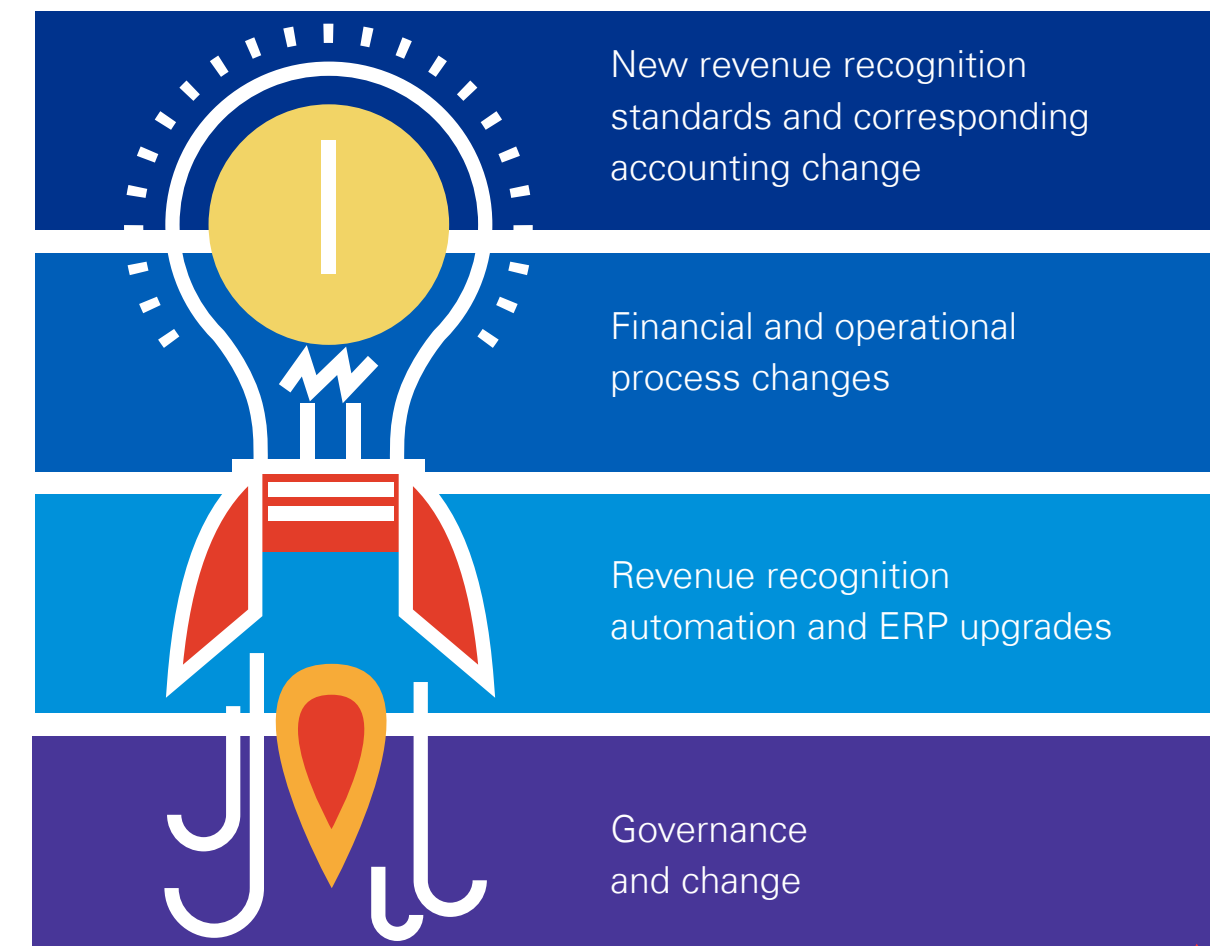 New revenue recognition
standards and corresponding
accounting change
Financial and operational
process changes
Revenue recognition
automation and ERP upgrades
Governance
and change